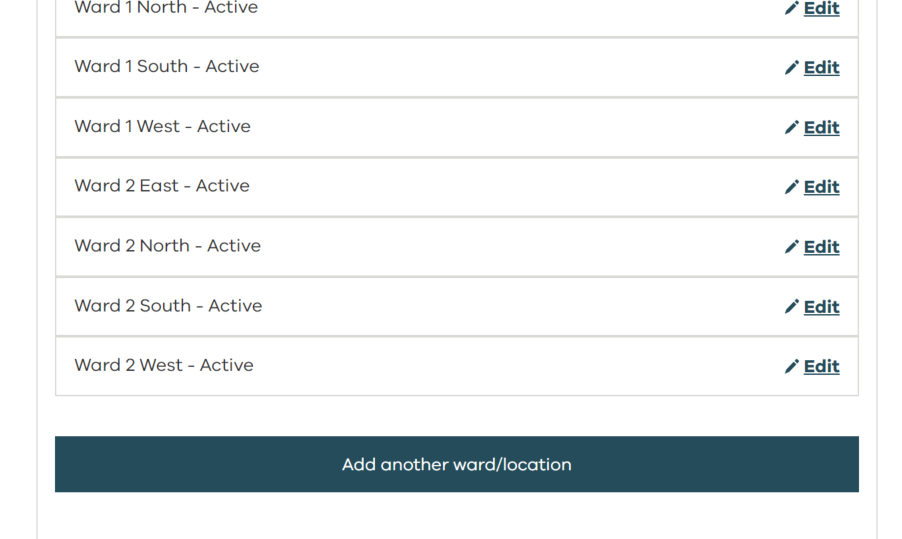 Ward 1 North - Active Edit
Ward 1 South - Active Edit
Ward 1 West - Active Edit
Ward 2 East - Active Edit
Ward 2 North - Active Edit
Ward 2 South - Active Edit
Ward 2 West - Active Edit
Add another ward/location